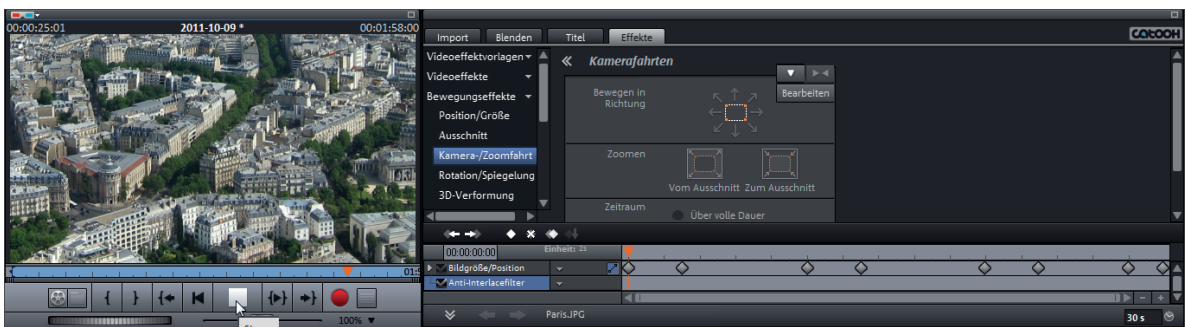 00:00:25:01 2011-10-09 * 00:01:58:00
Import Blenden Titel Effekte
CATOOH
Videoeffektvorlagen
Videoeffekte
Bewegungseffekte
Position/Größe
Ausschnitt
Kamera-/Zoomfahrt
Rotation/Spiegelung
3D-Verformung
Kamerafahrten
Bearbeiten
Bewegen in
Richtung
Zoomen
Vom Ausschnitt Zum Ausschnitt
Zeitraum
Über volle Dauer
00:00:00:00 Einheit: 2s
Bildgröße/Position
Anti-Interlacefilter
100%
Paris.JPG
30 s